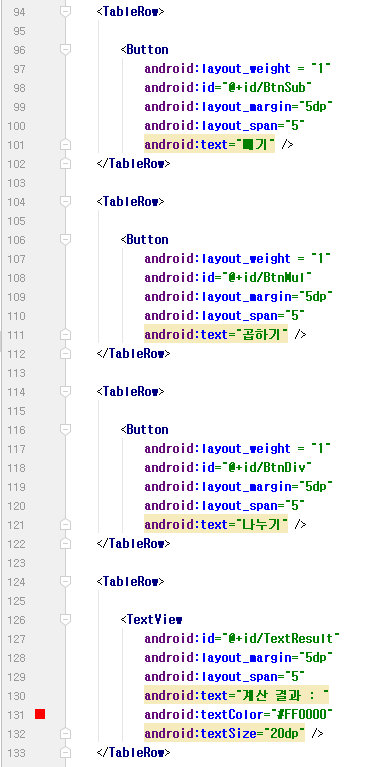 94 <TableRow>
95
96 <Button
97 android:layout_weight = "1"
98 android:id="@+id/BtnSub"
99 android:layout_margin="5dp"
100 android:layout_span="5"
101 android:text="빼기" />
102 </TableRow>
103
104 <TableRow>
105
106 <Button
107 android:layout_weight = "1"
108 android:id="@+id/BtnMul"
109 android:layout_margin="5dp"
110 android:layout_span="5"
111 android:text="곱하기" />
112 </TableRow>
113
114 <TableRow>
115
116 <Button
117 android:layout_weight = "1"
118 android:id="@+id/BtnDiv"
119 android:layout_margin="5dp"
120 android:layout_span="5"
121 android:text="나누기" />
122 </TableRow>
123
124 <TableRow>
125
126 <TextView
127 android:id="@+id/TextResult"
128 android:layout_margin="5dp"
129 android:layout_span="5"
130 android:text="계산 결과 : "
131 android:textColor="#FF0000"
132 android:textSize="20dp" />
133 </TableRow>